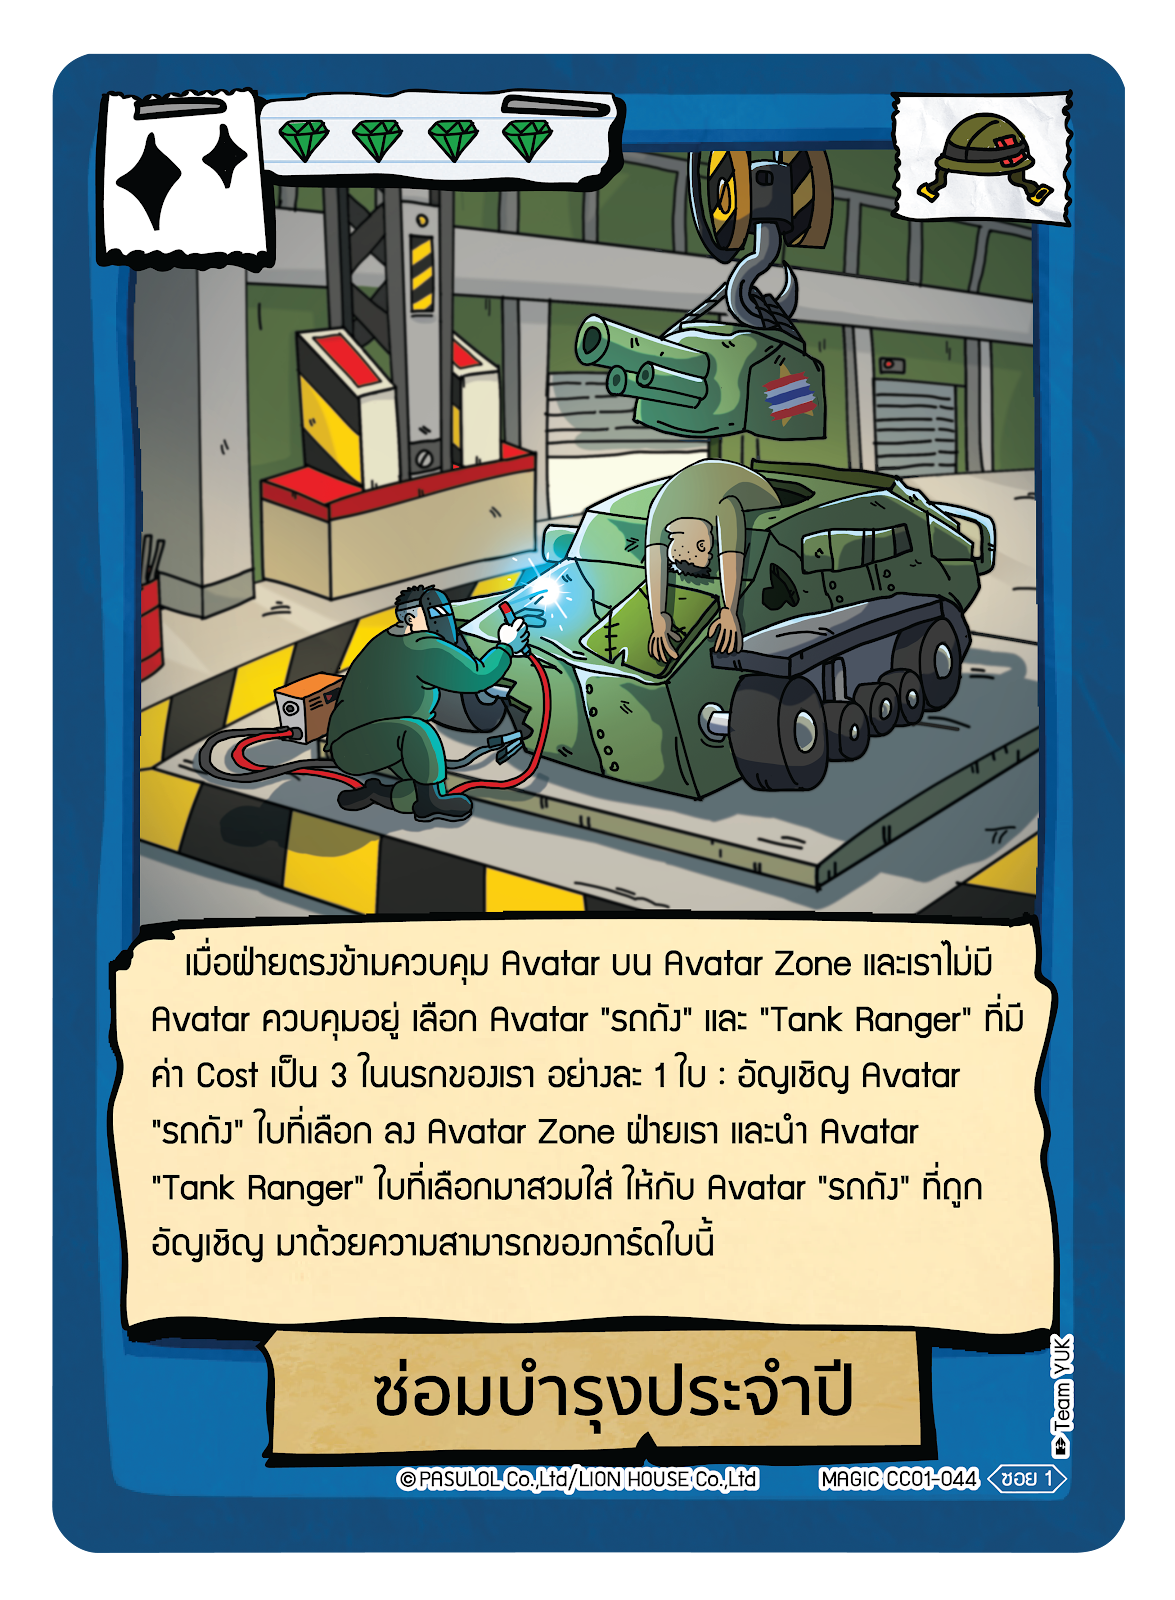 เมื่อฝ่ายตรงข้ามควบคุม Avatar บน Avatar Zone และเราไม่มี
Avatar ควบคุมอยู่ เลือก Avatar "รถถัง" และ "Tank Ranger" ที่มี
ค่า Cost เป็น 3 ในนรกของเรา อย่างละ 1 ใบ : อัญเชิญ Avatar
"รถถัง" ใบที่เลือก ลง Avatar Zone ฝ่ายเรา และนำ Avatar
"Tank Ranger" ใบที่เลือกมาสวมใส่ ให้กับ Avatar "รถถัง" ที่ถูก
อัญเชิญ มาด้วยความสามารถของการ์ดใบนี้
ซ่อมบำรุงประจำปี
Team YUK
© PASULOL Co.,Ltd/LION HOUSE Co.,Ltd
MAGIC CC01-044 ซอย 1